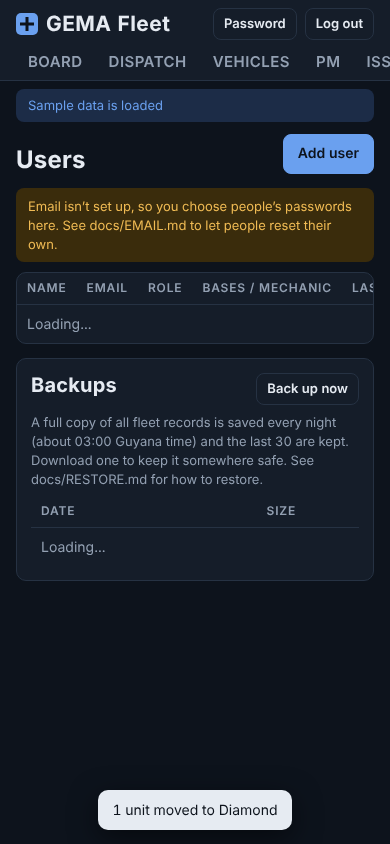 GEMA Fleet
Password
Log out
BOARD DISPATCH VEHICLES PM ISS
Sample data is loaded
Users
Add user
Email isn't set up, so you choose people's passwords
here. See docs/EMAIL.md to let people reset their
own.
NAME EMAIL ROLE BASES / MECHANIC LAS
Loading...
Backups
Back up now
A full copy of all fleet records is saved every night
(about 03:00 Guyana time) and the last 30 are kept.
Download one to keep it somewhere safe. See
docs/RESTORE.md for how to restore.
DATE SIZE
Loading...
1 unit moved to Diamond